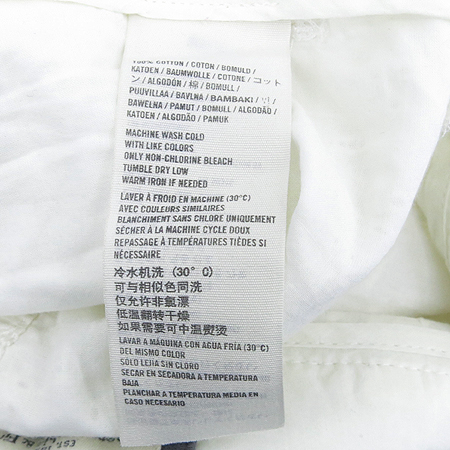 100% COTTON / COTON / BOMULD /
KATOEN / BAUMWOLLE / COTONE / コット
ン / ALGODÓN / 棉 / BOMULL /
PUUVILLAA / BAVLNA / BAMBAKI /
BAWELNA / PAMUT / BOMULL / ALGODÃO /
KATOEN / ALGODÃO / PAMUK
MACHINE WASH COLD
WITH LIKE COLORS
ONLY NON-CHLORINE BLEACH
TUMBLE DRY LOW
WARM IRON IF NEEDED
LAVER À FROID EN MACHINE (30°C)
AVEC COULEURS SIMILAIRES
BLANCHIMENT SANS CHLORE UNIQUEMENT
SÉCHER À LA MACHINE CYCLE DOUX
REPASSAGE À TEMPÉRATURES TIÈDES SI
NÉCESSAIRE
冷水机洗 (30°C)
可与相似色同洗
仅允许非氯漂
低温翻转干燥
如果需要可中温熨烫
LAVAR A MÁQUINA CON AGUA FRÍA (30°C)
DEL MISMO COLOR
SÓLO LEJÍA SIN CLORO
SECAR EN SECADORA A TEMPERATURA
BAJA
PLANCHAR A TEMPERATURA MEDIA EN
CASO NECESARIO